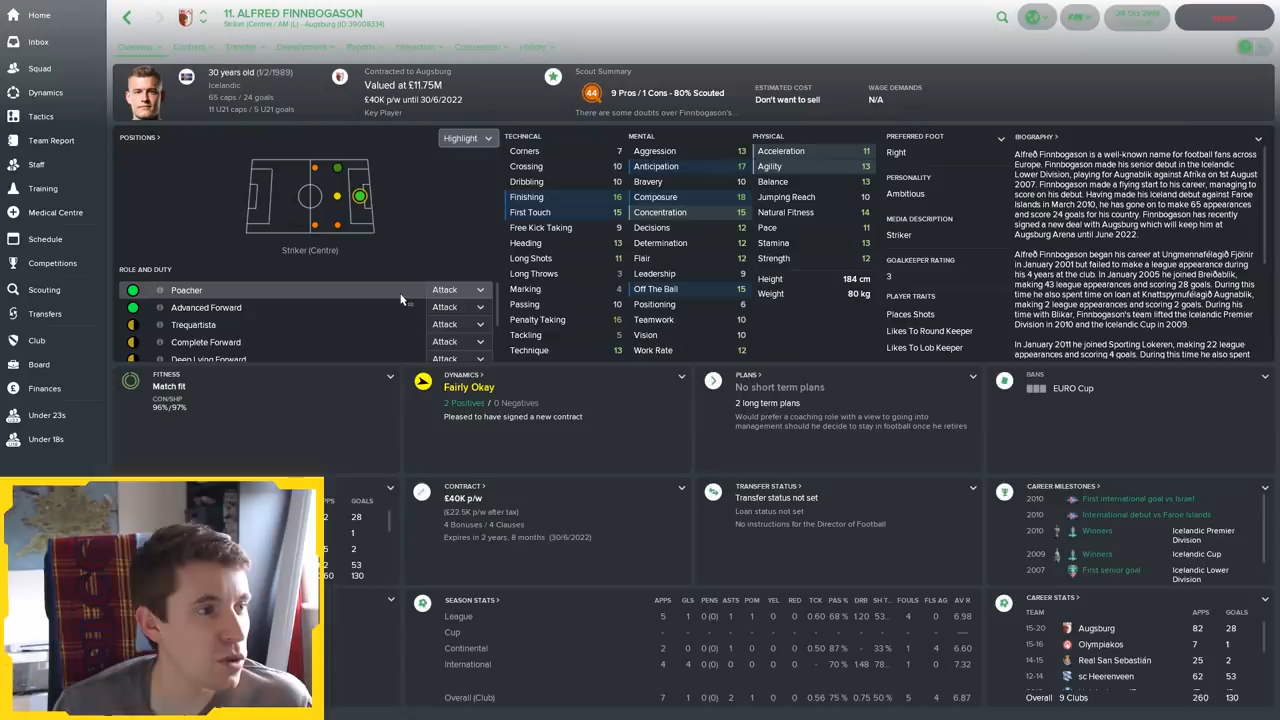 Home
Inbox
Squad
Dynamics
Tactics
Team Report
Staff
Training
Medical Centre
Schedule
Competitions
Scouting
Transfers
Club
Board
Finances
Under 23s
Under 18s
11. ALFREÐ FINNBOGASON
Striker (Centre) / AM (L) - Augsburg (ID 39008334)
Overview
Contract
Transfer
Development
Reports
Interaction
Comparison
History
30 years old (1/2/1989)
Icelandic
65 caps / 24 goals
11 U21 caps / 5 U21 goals
Contracted to Augsburg
Valued at £11.75M
£40K p/w until 30/6/2022
Key Player
Scout Summary
44
9 Pros / 1 Cons - 80% Scouted
There are some doubts over Finnbogason's...
ESTIMATED COST
Don't want to sell
WAGE DEMANDS
N/A
POSITIONS >
Highlight
Striker (Centre)
ROLE AND DUTY
Poacher Attack
Advanced Forward Attack
Trequartista Attack
Complete Forward Attack
Deep Lying Forward Attack
TECHNICAL
Corners 7
Crossing 10
Dribbling 10
Finishing 16
First Touch 15
Free Kick Taking 9
Heading 13
Long Shots 11
Long Throws 3
Marking 4
Passing 10
Penalty Taking 16
Tackling 5
Technique 13
MENTAL
Aggression 13
Anticipation 17
Bravery 10
Composure 18
Concentration 15
Decisions 12
Determination 12
Flair 12
Leadership 9
Off The Ball 15
Positioning 6
Teamwork 10
Vision 10
Work Rate 12
PHYSICAL
Acceleration 11
Agility 13
Balance 13
Jumping Reach 10
Natural Fitness 14
Pace 11
Stamina 13
Strength 12
Height 184 cm
Weight 80 kg
PREFERRED FOOT
Right
PERSONALITY
Ambitious
MEDIA DESCRIPTION
Striker
GOALKEEPER RATING
3
PLAYER TRAITS
Places Shots
Likes To Round Keeper
Likes To Lob Keeper
BIOGRAPHY >
Alfreð Finnbogason is a well-known name for football fans across
Europe. Finnbogason made his senior debut in the Icelandic
Lower Division, playing for Augnablik against Afríka on 1st August
2007. Finnbogason made a flying start to his career, managing to
score on his debut. Having made his Iceland debut against Faroe
Islands in March 2010, he has gone on to make 65 appearances
and score 24 goals for his country. Finnbogason has recently
signed a new deal with Augsburg which will keep him at
Augsburg Arena until June 2022.
Alfreð Finnbogason began his career at Ungmennafélagið Fjölnir
in January 2001 but failed to make a league appearance during
his 4 years at the club. In January 2005 he joined Breiðablik,
making 43 league appearances and scoring 28 goals. During this
time he also spent time on loan at Knattspyrnufélagið Augnablik,
making 2 league appearances and scoring 2 goals. During his
time with Blikar, Finnbogason's team lifted the Icelandic Premier
Division in 2010 and the Icelandic Cup in 2009.
In January 2011 he joined Sporting Lokeren, making 22 league
appearances and scoring 4 goals. During this time he also spent
FITNESS
Match fit
CON/SHP
96%/97%
DYNAMICS >
Fairly Okay
2 Positives / 0 Negatives
Pleased to have signed a new contract
PLANS >
No short term plans
2 long term plans
Would prefer a coaching role with a view to going into
management should he decide to stay in football once he retires
BANS
EURO Cup
PPS GOALS
2 28
1
5 2
2 53
60 130
CONTRACT >
£40K p/w
(£22.5K p/w after tax)
4 Bonuses / 4 Clauses
Expires in 2 years, 8 months (30/6/2022)
TRANSFER STATUS >
Transfer status not set
Loan status not set
No instructions for the Director of Football
CAREER MILESTONES >
2010 First international goal vs Israel
2010 International debut vs Faroe Islands
2010 Winners Icelandic Premier Division
2009 Winners Icelandic Cup
2007 First senior goal Icelandic Lower Division
SEASON STATS > APPS GLS PENS ASTS POM YEL RED TCK PAS % DRB SH T... FOULS FLS AG AV R
League 5 1 0 (0) 1 1 0 0 0.60 68 % 1.20 53... 4 0 6.98
Cup - - - - - - - - - - - - - —
Continental 2 0 0 (0) 1 0 0 0 0.50 87 % - 33 % 1 4 6.60
International 4 4 0 (0) 0 0 0 0 - 70 % 1.48 78... 1 0 7.32
Overall (Club) 7 1 0 (0) 2 1 0 0 0.56 75 % 0.75 50 % 5 4 6.87
CAREER STATS >
TEAM APPS GOALS
15-20 Augsburg 82 28
15-16 Olympiakos 7 1
14-15 Real San Sebastián 25 2
12-14 sc Heerenveen 62 53
Overall 9 Clubs 260 130